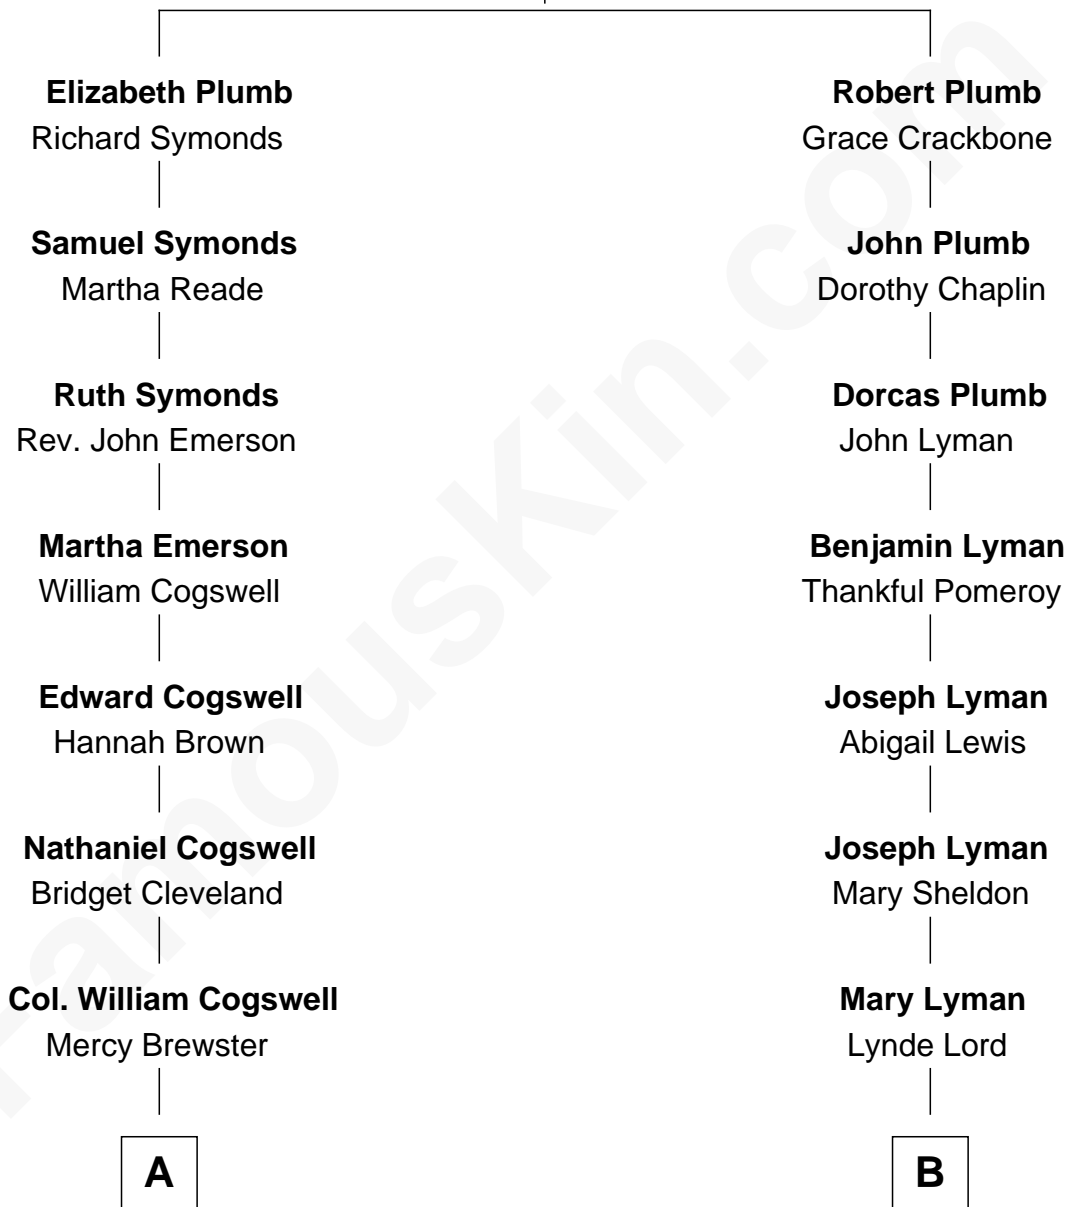 Elizabeth Plumb
Richard Symonds
Samuel Symonds
Martha Reade
Ruth Symonds
Rev. John Emerson
Martha Emerson
William Cogswell
Edward Cogswell
Hannah Brown
Nathaniel Cogswell
Bridget Cleveland
Col. William Cogswell
Mercy Brewster
A
Robert Plumb
Grace Crackbone
John Plumb
Dorothy Chaplin
Dorcas Plumb
John Lyman
Benjamin Lyman
Thankful Pomeroy
Joseph Lyman
Abigail Lewis
Joseph Lyman
Mary Sheldon
Mary Lyman
Lynde Lord
B
FamousKin.com